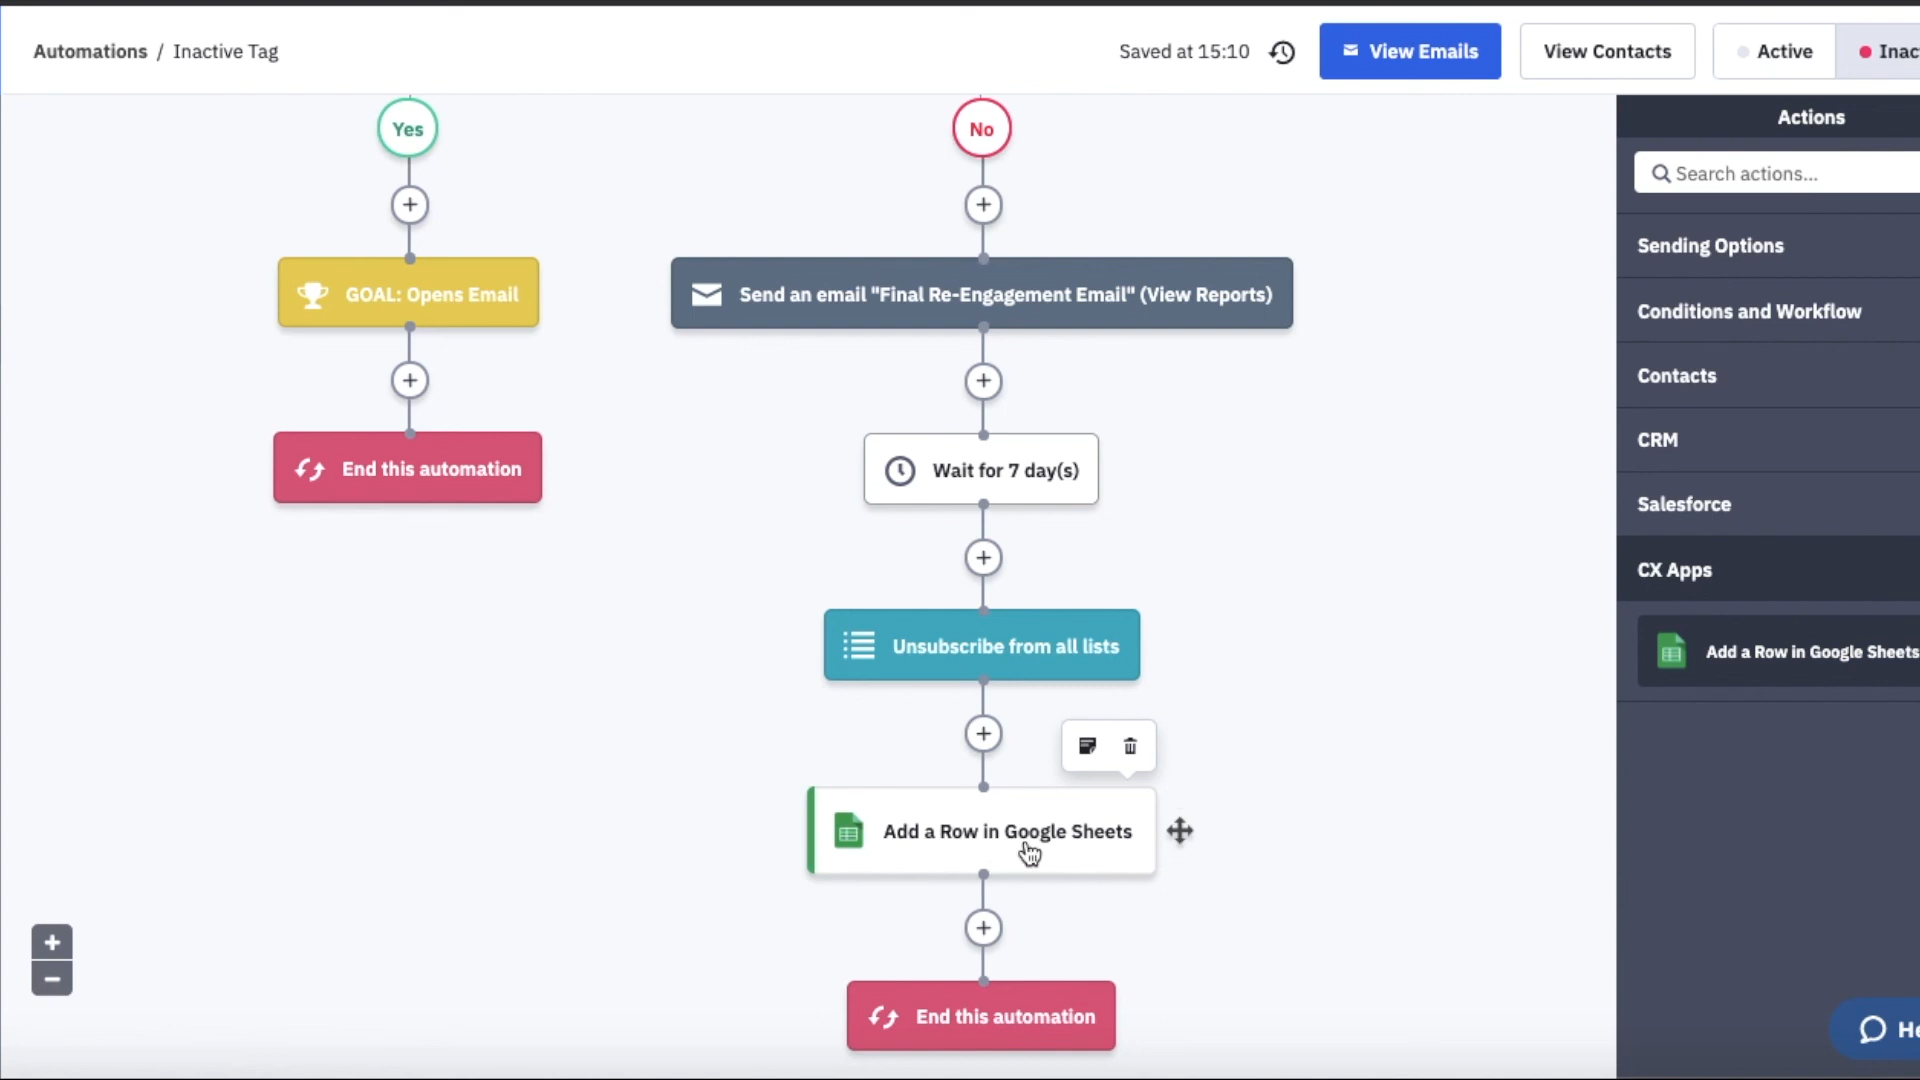 Automations / Inactive Tag
Saved at 15:10
View Emails
View Contacts
Active
Inac
Yes
No
GOAL: Opens Email
Send an email "Final Re-Engagement Email" (View Reports)
End this automation
Wait for 7 day(s)
Unsubscribe from all lists
Add a Row in Google Sheets
End this automation
Actions
Search actions...
Sending Options
Conditions and Workflow
Contacts
CRM
Salesforce
CX Apps
Add a Row in Google Sheets
He